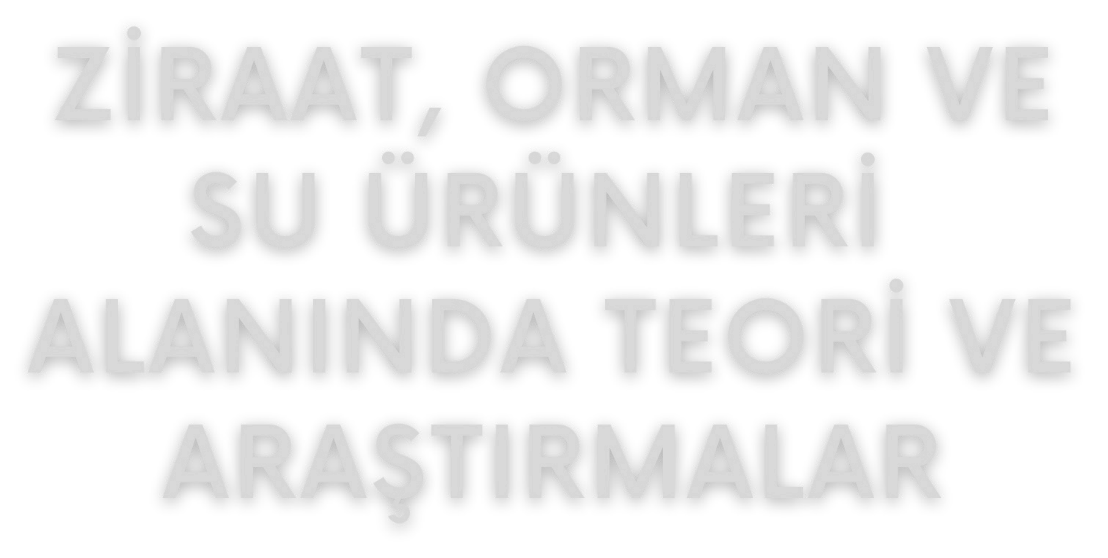 ZİRAAT, ORMAN VE
SU ÜRÜNLERİ
ALANINDA TEORİ VE
ARAŞTIRMALAR